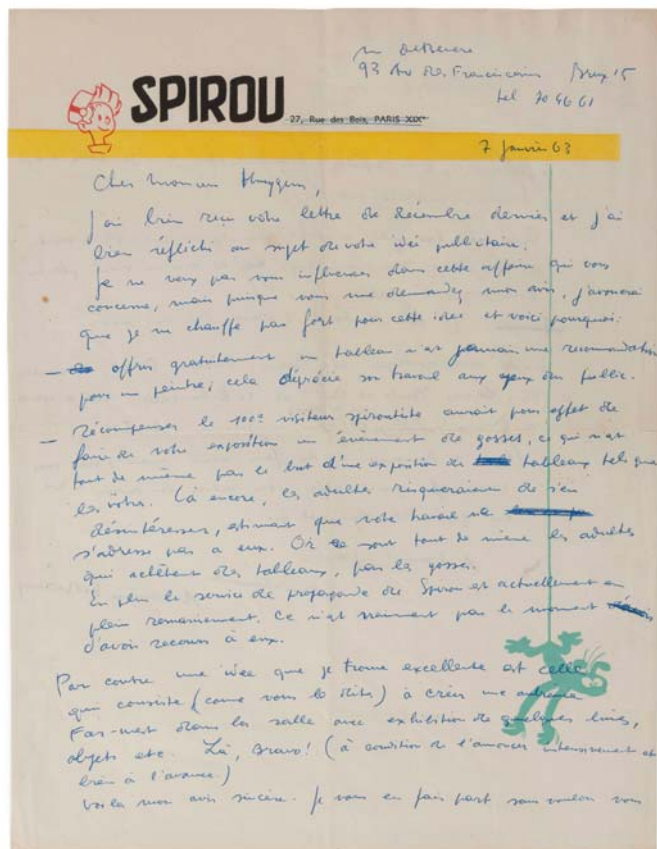 93 Av des Franciscains Brux 15
tel 70 46 61
SPIROU
27, Rue des Bois, PARIS XIXe
7 Janvier 63
Cher Monsieur Huygens,
j'ai bien reçu votre lettre de décembre dernier et j'ai
bien réfléchi au sujet de votre idée publicitaire.
Je ne veux pas vous influencer dans cette affaire qui vous
concerne, mais puisque vous me demandez mon avis, j'avouerai
que je ne chauffe pas fort pour cette idée et voici pourquoi:
— offrir gratuitement un tableau n'est jamais une recommandation
pour un peintre; cela déprécie son travail aux yeux du public.
— Récompenser le 100e visiteur spiroutiste aurait pour effet de
faire de votre exposition un évènement de gosses, ce qui n'est
tout de même pas le but d'une exposition de tableaux tels que
les vôtres. Là encore, les adultes risqueraient de s'en
désintéresser, estimant que votre travail ne
s'adresse pas à eux. Or ce sont tout de même les adultes
qui achètent des tableaux, pas les gosses.
En plus le service de propagande de Spirou est actuellement en
plein remaniement. Ce n'est vraiment pas le moment
d'avoir recours à eux.
Par contre une idée que je trouve excellente est celle
qui consiste (comme vous le dites) à créer une ambiance
Far-West dans la salle avec exhibition de quelques livres,
objets etc. Là, Bravo! (à condition de l'annoncer intensivement et
bien à l'avance)
Voilà mon avis sincère. Je vous en fais part sans vouloir vous